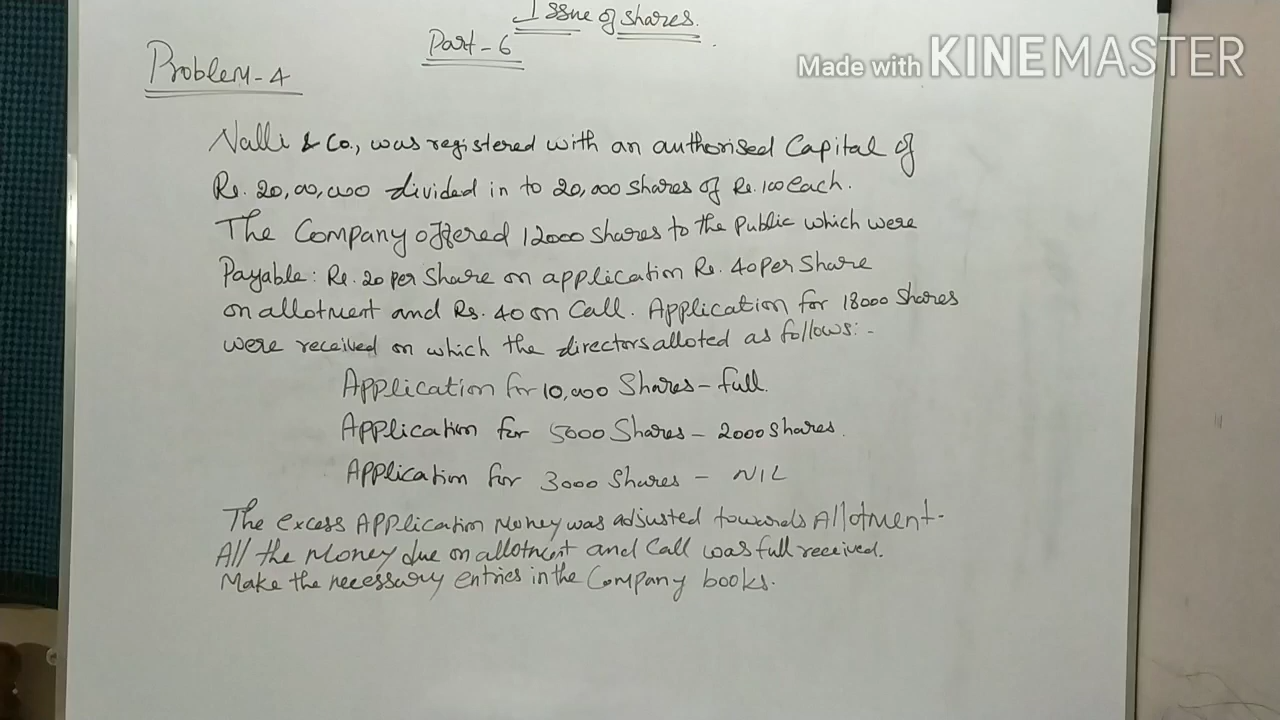 Issue of shares.
Part - 6
Made with KINEMASTER
Problem - 4
Nalli & Co., was registered with an authorised Capital of
Rs. 20,00,000 divided in to 20,000 shares of Rs. 100 each.
The Company offered 12000 shares to the Public which were
Payable: Rs. 20 per Share on application Rs. 40 per Share
on allotment and Rs. 40 on Call. Application for 18000 Shares
were received on which the directors alloted as follows: -
Application for 10,000 Shares - full.
Application for 5000 Shares - 2000 shares.
Application for 3000 Shares - NIL
The excess Application Money was adjusted towards Allotment-
All the Money due on allotment and Call was full received.
Make the necessary entries in the Company books.